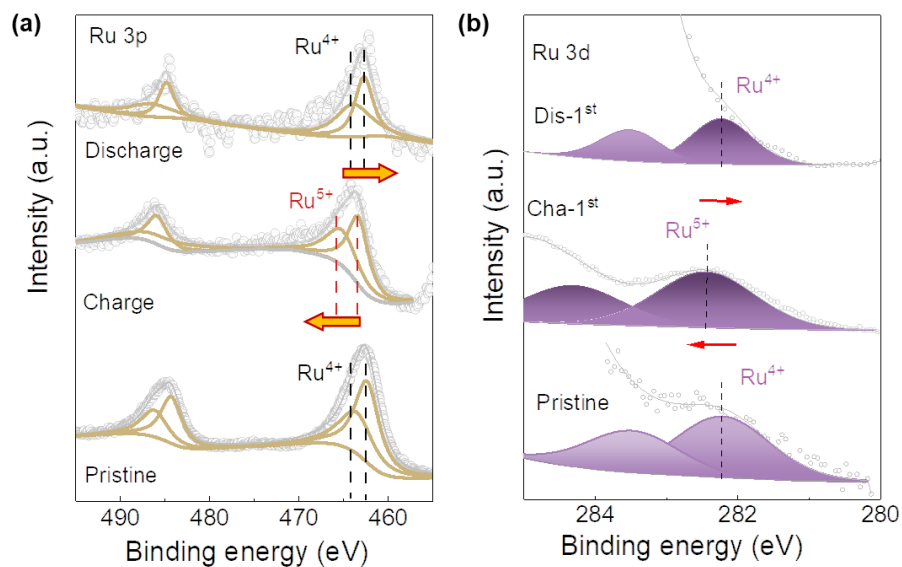 (a)
Ru 3p
Ru⁴⁺
Discharge
Ru⁵⁺
Charge
Ru⁴⁺
Pristine
Intensity (a.u.)
490 480 470 460
Binding energy (eV)
(b)
Ru 3d
Ru⁴⁺
Dis-1ˢᵗ
Cha-1ˢᵗ
Ru⁵⁺
Ru⁴⁺
Pristine
Intensity (a.u.)
284 282 280
Binding energy (eV)